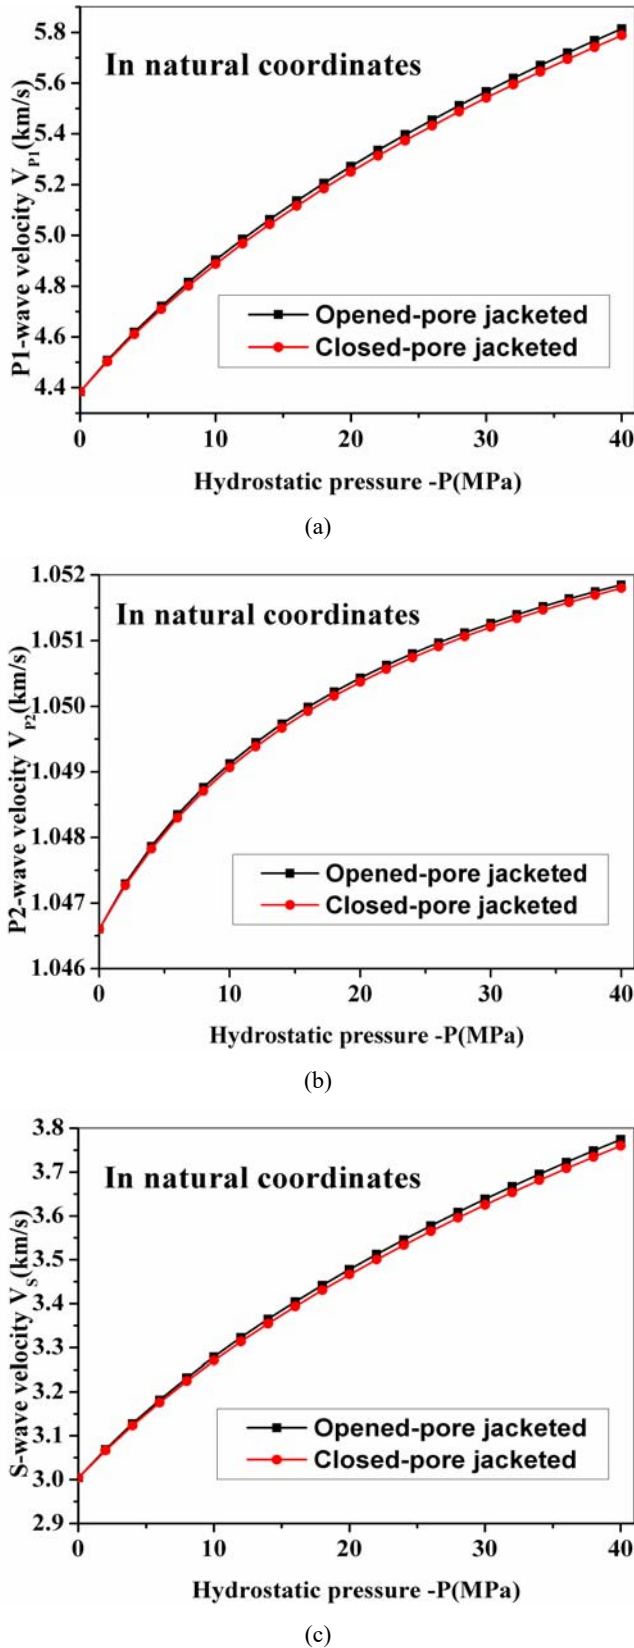 In natural coordinates
P1-wave velocity V_P1(km/s)
5.8
5.6
5.4
5.2
5.0
4.8
4.6
4.4
Opened-pore jacketed
Closed-pore jacketed
0 10 20 30 40
Hydrostatic pressure -P(MPa)
(a)
In natural coordinates
P2-wave velocity V_P2(km/s)
1.052
1.051
1.050
1.049
1.048
1.047
1.046
Opened-pore jacketed
Closed-pore jacketed
0 10 20 30 40
Hydrostatic pressure -P(MPa)
(b)
In natural coordinates
S-wave velocity V_S(km/s)
3.8
3.7
3.6
3.5
3.4
3.3
3.2
3.1
3.0
2.9
Opened-pore jacketed
Closed-pore jacketed
0 10 20 30 40
Hydrostatic pressure -P(MPa)
(c)